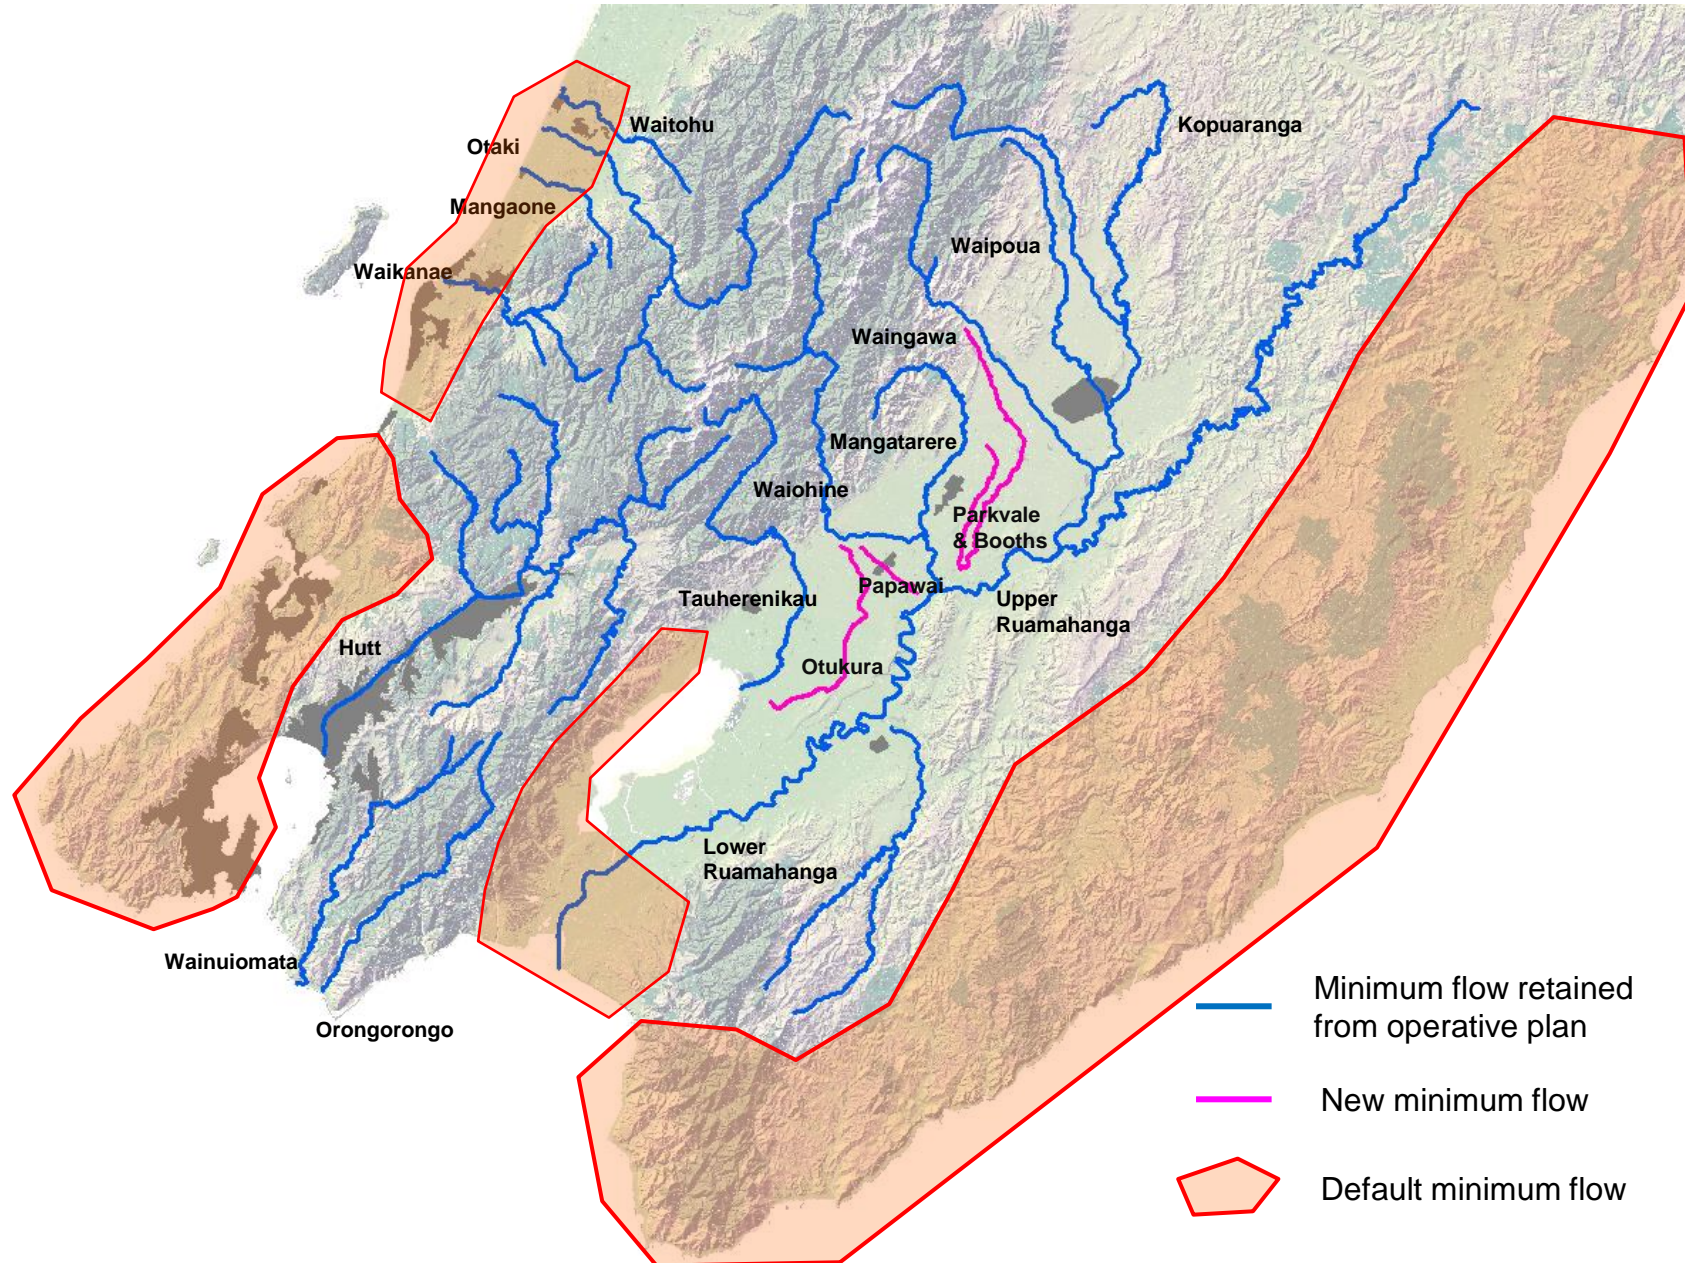 Waitohu
Kopuaranga
Otaki
Mangaone
Waipoua
Waikanae
Waingawa
Mangatarere
Waiohine
Parkvale
& Booths
Papawai
Tauherenikau
Upper
Ruamahanga
Hutt
Otukura
Lower
Ruamahanga
Wainuiomata
Orongorongo
Minimum flow retained
from operative plan
New minimum flow
Default minimum flow